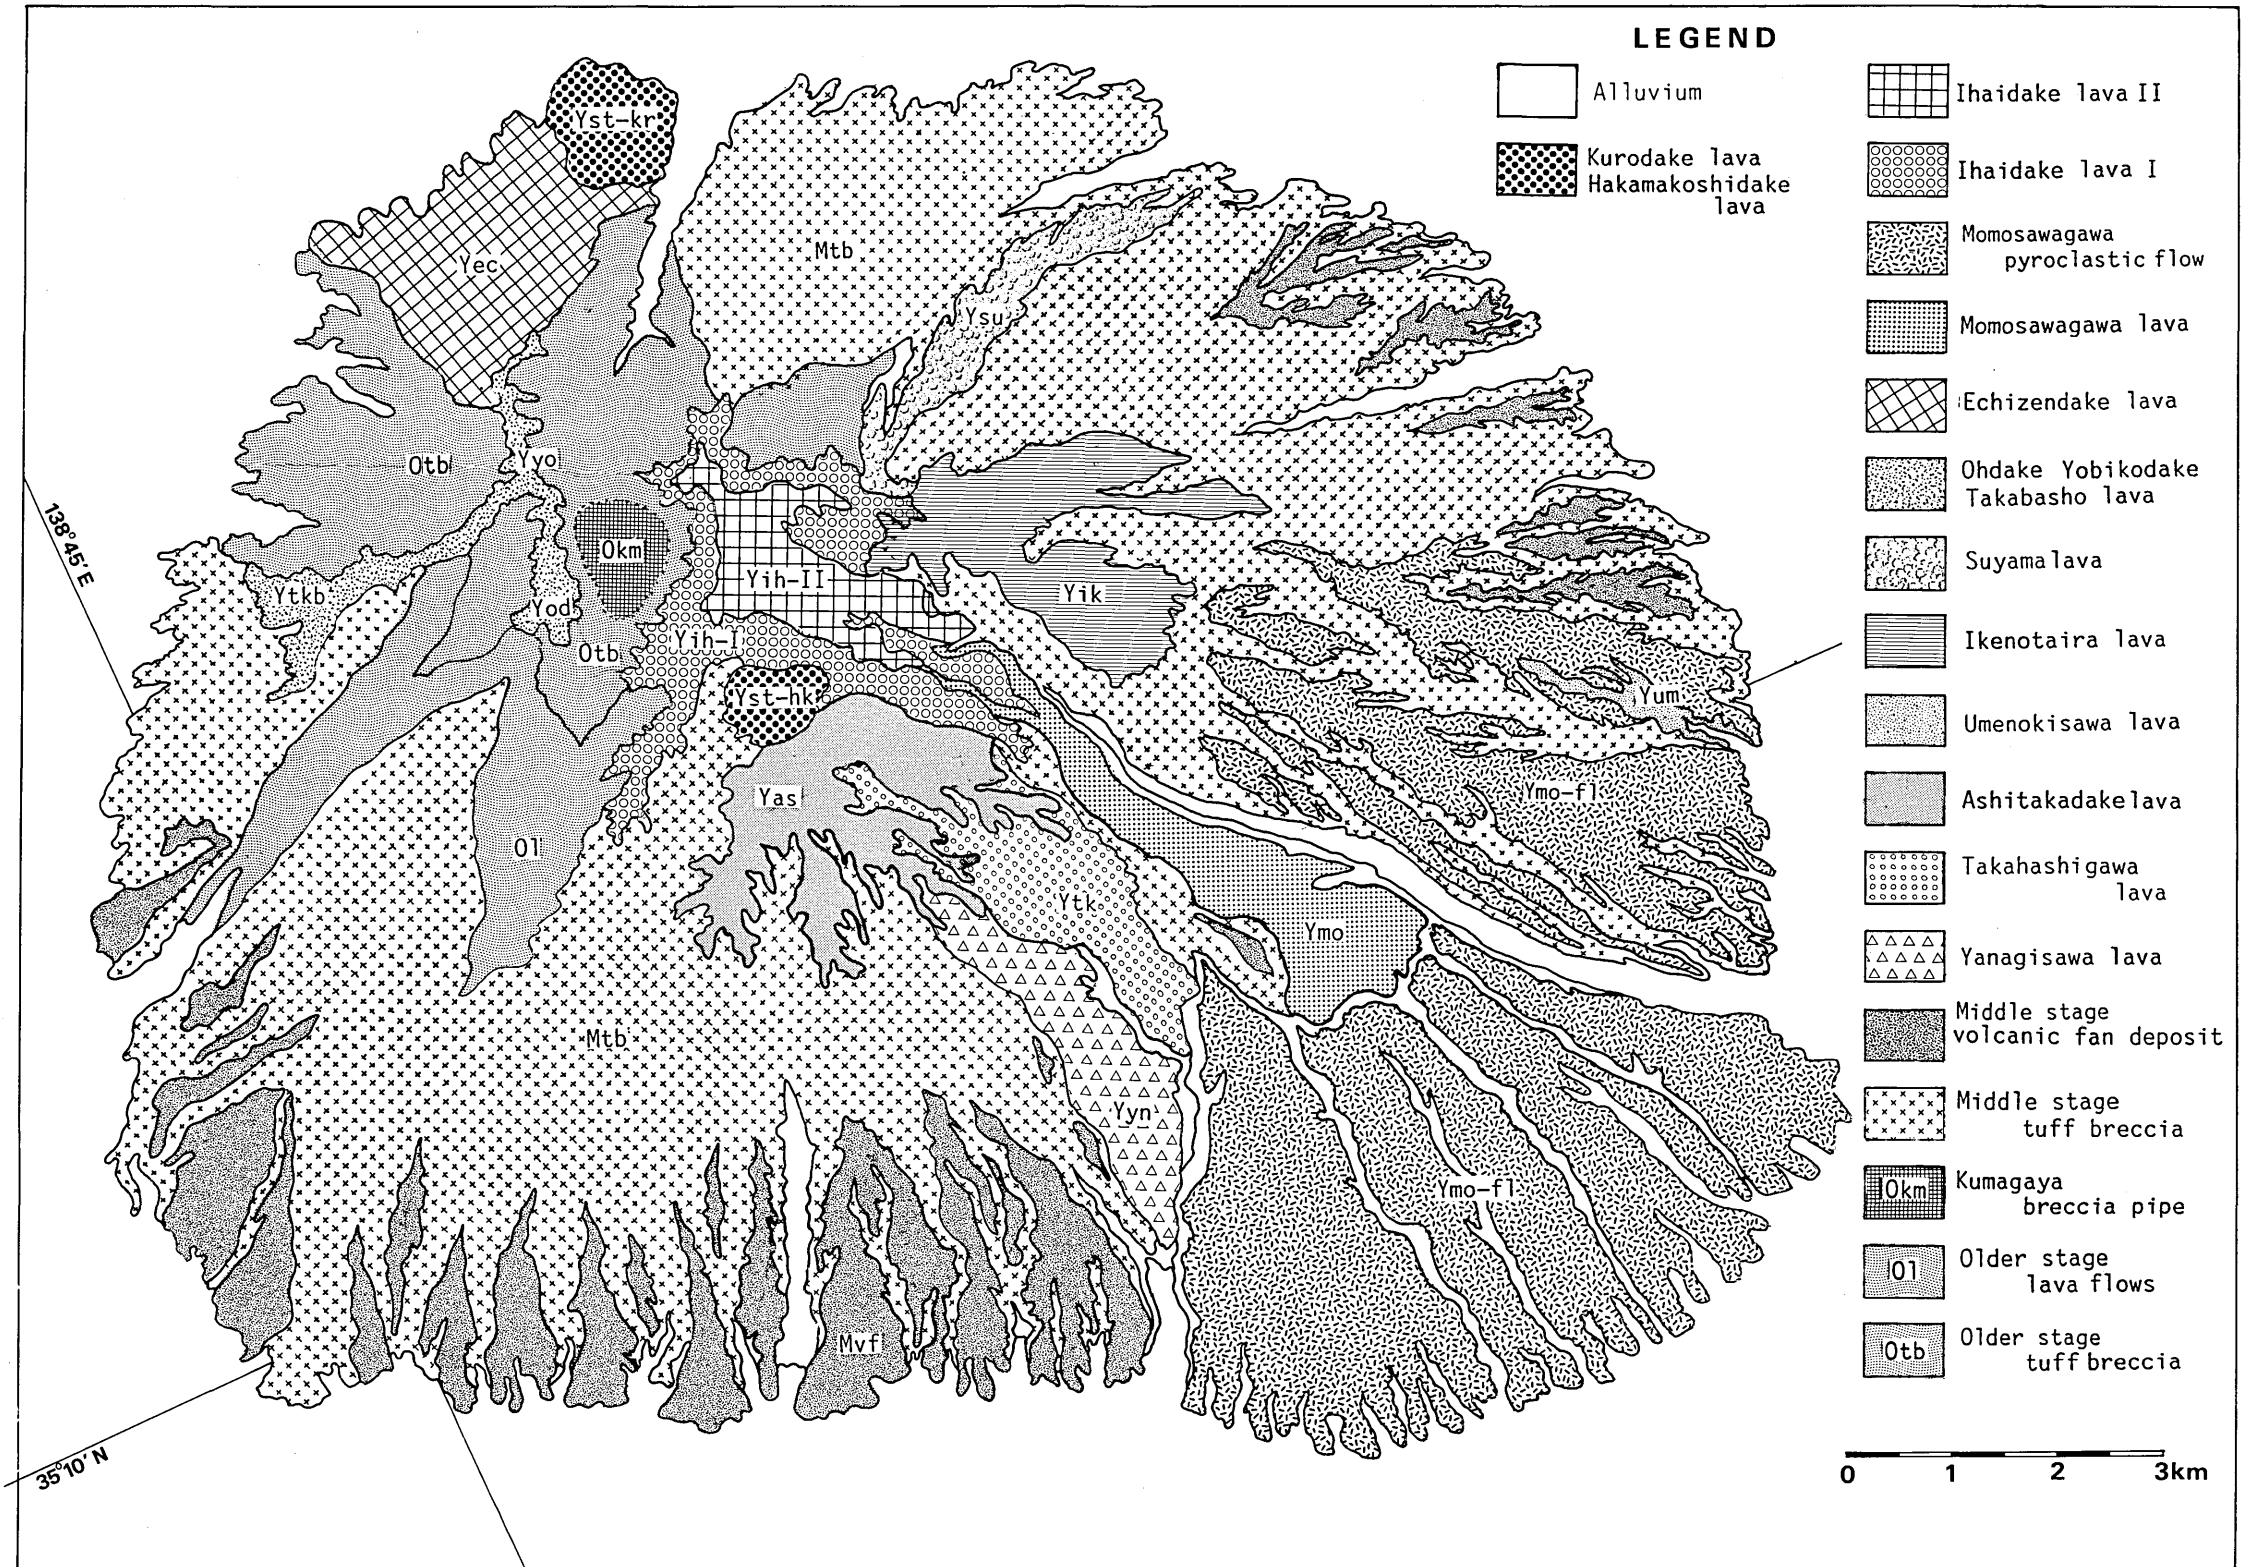 LEGEND
Alluvium
Kurodake lava
Hakamakoshidake
lava
Ihaidake lava II
Ihaidake lava I
Momosawagawa
pyroclastic flow
Momosawagawa lava
Echizendake lava
Ohdake Yobikodake
Takabasho lava
Suyama lava
Ikenotaira lava
Umenokisawa lava
Ashitakadake lava
Takahashigawa
lava
Yanagisawa lava
Middle stage
volcanic fan deposit
Middle stage
tuff breccia
Okm
Kumagaya
breccia pipe
Ol
Older stage
lava flows
Otb
Older stage
tuff breccia
0 1 2 3km
Yst-kr
Yec
Mtb
Ysu
Otb
Yyo
Okm
Yih-II
Yik
Ytkb
Yod
Otb
Yih-I
Yst-hk
Yum
Yas
Ymo-fl
Ol
Ytk
Ymo
Mtb
Yyn
Ymo-fl
Mvf
138°45'E
35°10'N